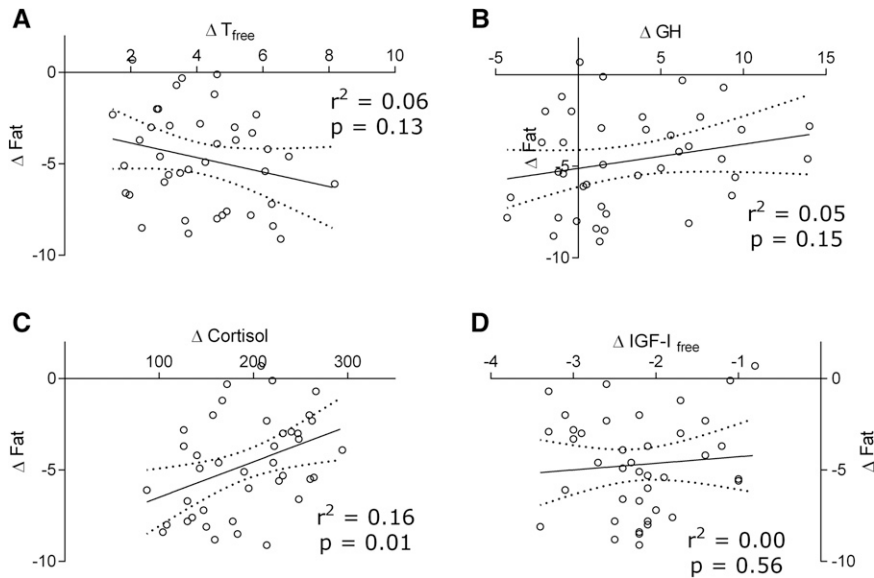 A
Δ T free
2 4 6 8 10
0
-5
-10
Δ Fat
r² = 0.06
p = 0.13
B
Δ GH
-5 5 10 15
Δ Fat
-5
-10
r² = 0.05
p = 0.15
C
Δ Cortisol
100 200 300
0
-5
-10
Δ Fat
r² = 0.16
p = 0.01
D
Δ IGF-I free
-4 -3 -2 -1
0
-5
-10
Δ Fat
r² = 0.00
p = 0.56